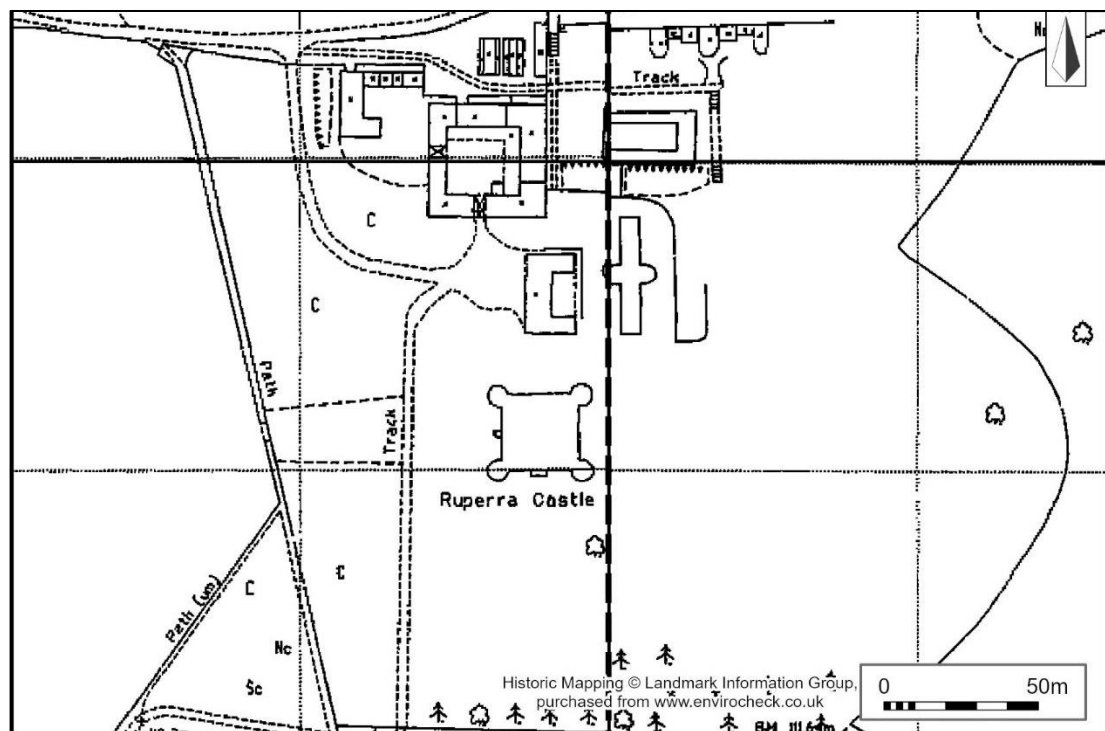 Track
C
C
Path
Track
Ruperra Castle
C
C
Path (um)
Nc
Sc
Historic Mapping © Landmark Information Group,
purchased from www.envirocheck.co.uk
0 50m